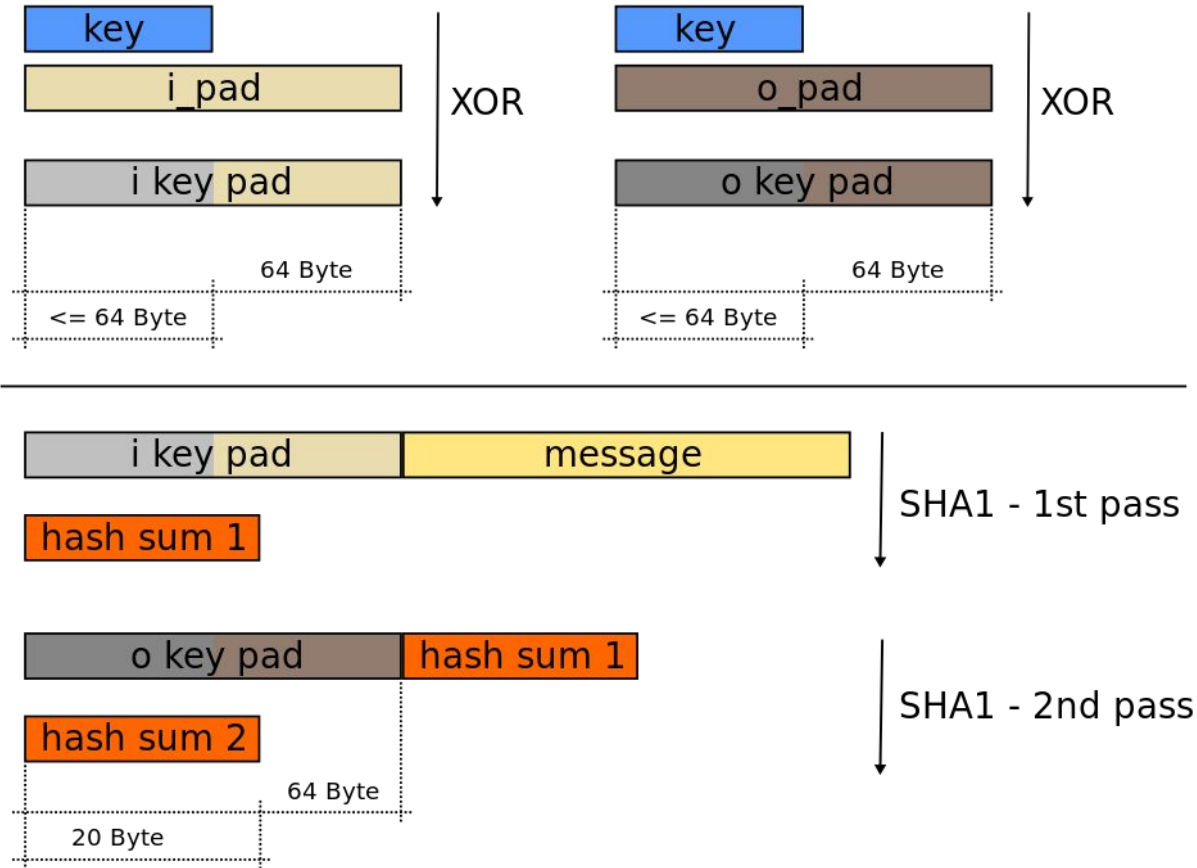 key
i_pad
XOR
i key pad
64 Byte
<= 64 Byte
key
o_pad
XOR
o key pad
64 Byte
<= 64 Byte
i key pad
message
SHA1 - 1st pass
hash sum 1
o key pad
hash sum 1
SHA1 - 2nd pass
hash sum 2
64 Byte
20 Byte